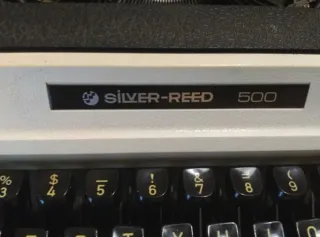 SiLVER-REED 500
% $ – ! & ( 
3 4 5 6 7 8 9
T Y